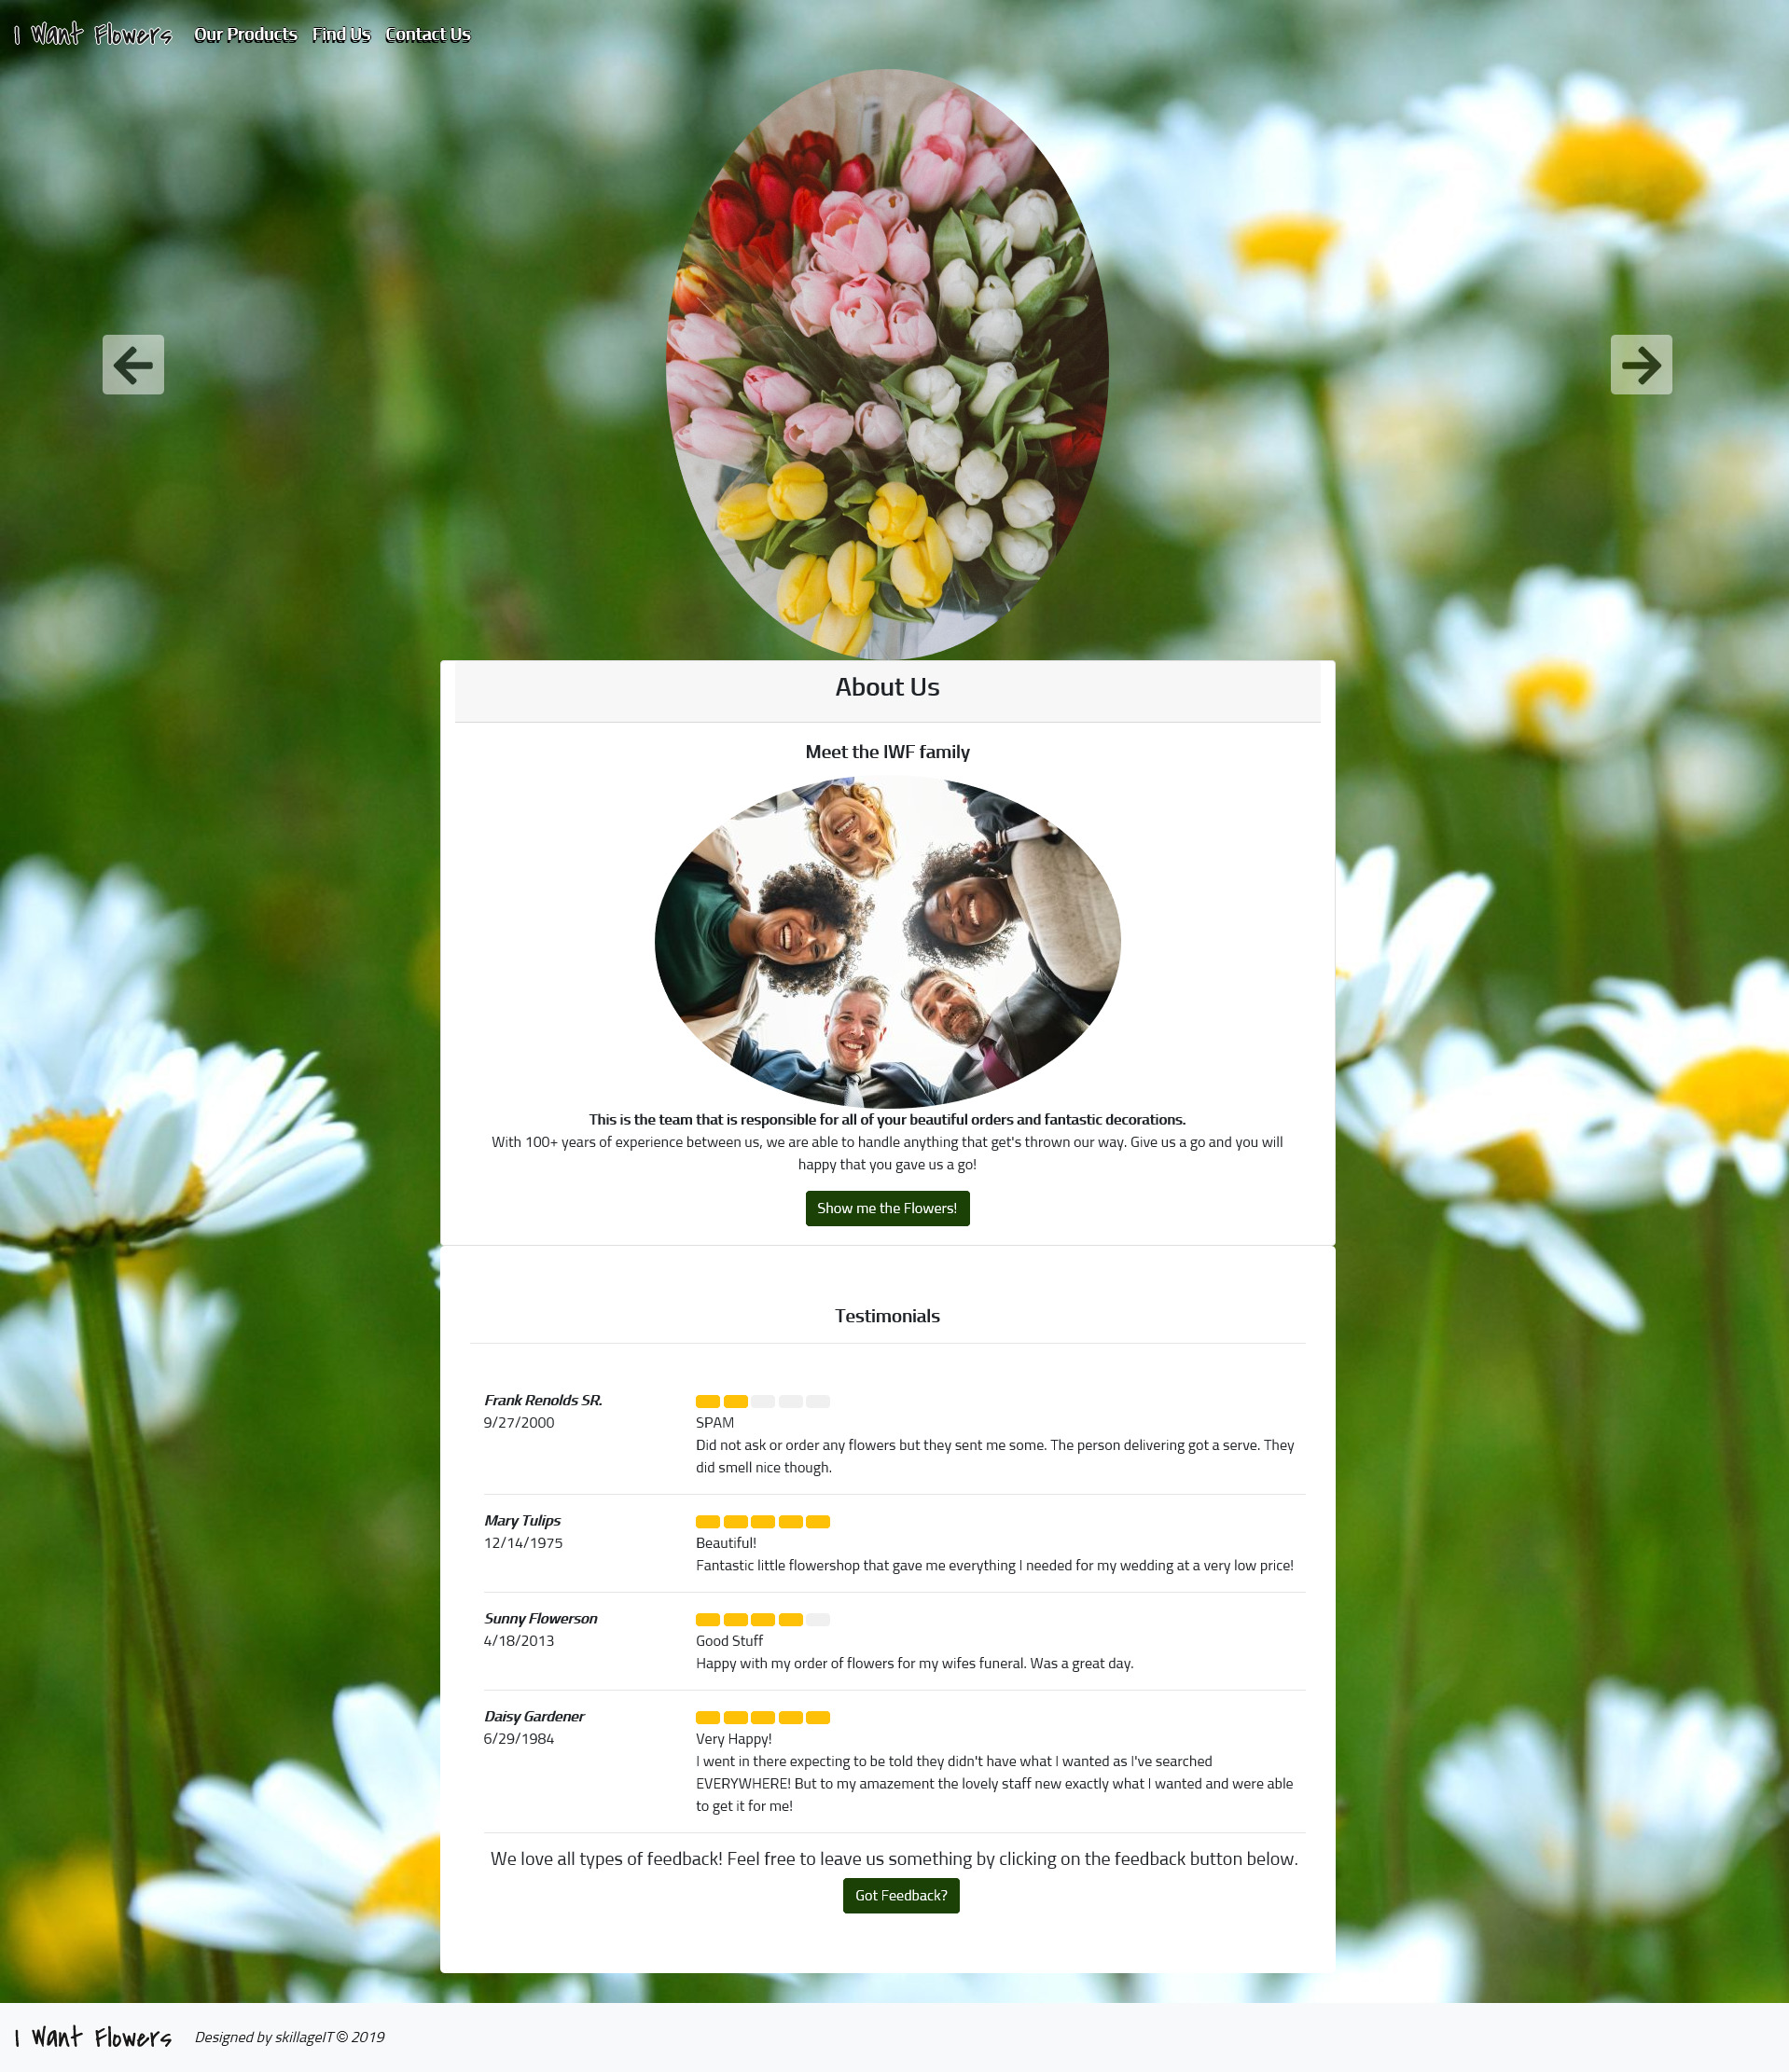 I Want Flowers Our Products Find Us Contact Us
About Us
Meet the IWF family
This is the team that is responsible for all of your beautiful orders and fantastic decorations.
With 100+ years of experience between us, we are able to handle anything that get's thrown our way. Give us a go and you will
happy that you gave us a go!
Show me the Flowers!
Testimonials
Frank Renolds SR.
9/27/2000
SPAM
Did not ask or order any flowers but they sent me some. The person delivering got a serve. They
did smell nice though.
Mary Tulips
12/14/1975
Beautiful!
Fantastic little flowershop that gave me everything I needed for my wedding at a very low price!
Sunny Flowerson
4/18/2013
Good Stuff
Happy with my order of flowers for my wifes funeral. Was a great day.
Daisy Gardener
6/29/1984
Very Happy!
I went in there expecting to be told they didn't have what I wanted as I've searched
EVERYWHERE! But to my amazement the lovely staff new exactly what I wanted and were able
to get it for me!
We love all types of feedback! Feel free to leave us something by clicking on the feedback button below.
Got Feedback?
I Want Flowers Designed by skillageIT © 2019